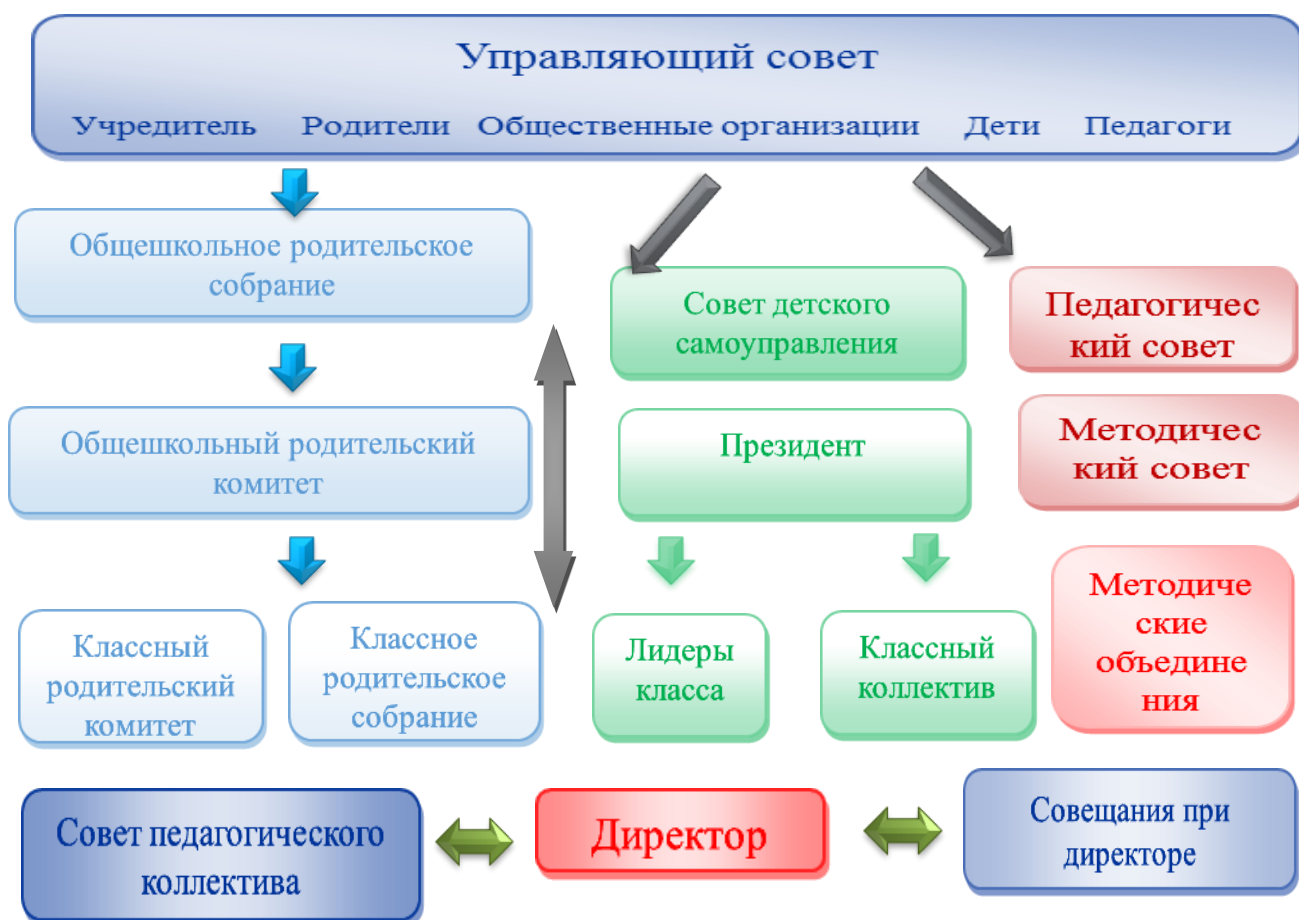 Управляющий совет
Учредитель Родители Общественные организации Дети Педагоги
Общешкольное родительское
собрание
Совет детского
самоуправления
Педагогичес
кий совет
Общешкольный родительский
комитет
Президент
Методичес
кий совет
Классный
родительский
комитет
Классное
родительское
собрание
Лидеры
класса
Классный
коллектив
Методиче
ские
объедине
ния
Совет педагогического
коллектива
Директор
Совещания при
директоре